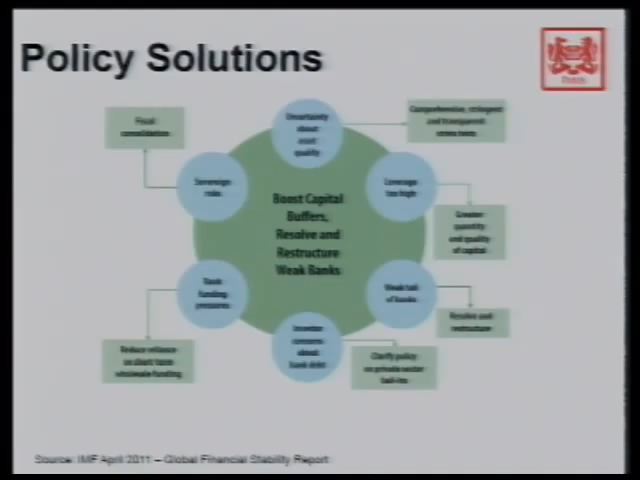 Policy Solutions
Uncertainty
about
asset
quality
Comprehensive, stringent
and transparent
stress tests
Fiscal
consolidation
Sovereign
risks
Leverage
too high
Boost Capital
Buffers,
Resolve and
Restructure
Weak Banks
Greater
quantity
and quality
of capital
Bank
funding
pressures
Weak tail
of banks
Resolve and
restructure
Investor
concerns
about
bank debt
Reduce reliance
on short term
wholesale funding
Clarify policy
on private sector
bail-ins
Source: IMF April 2011 – Global Financial Stability Report